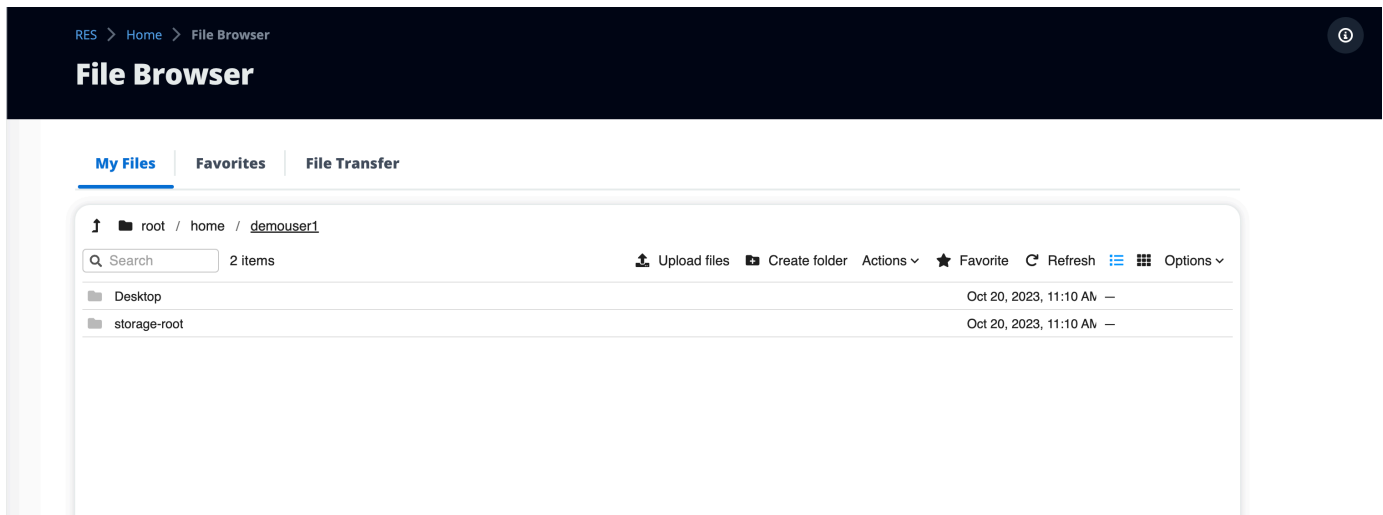 RES > Home > File Browser
File Browser
My Files Favorites File Transfer
root / home / demouser1
Search 2 items Upload files Create folder Actions Favorite Refresh Options
Desktop Oct 20, 2023, 11:10 AM —
storage-root Oct 20, 2023, 11:10 AM —